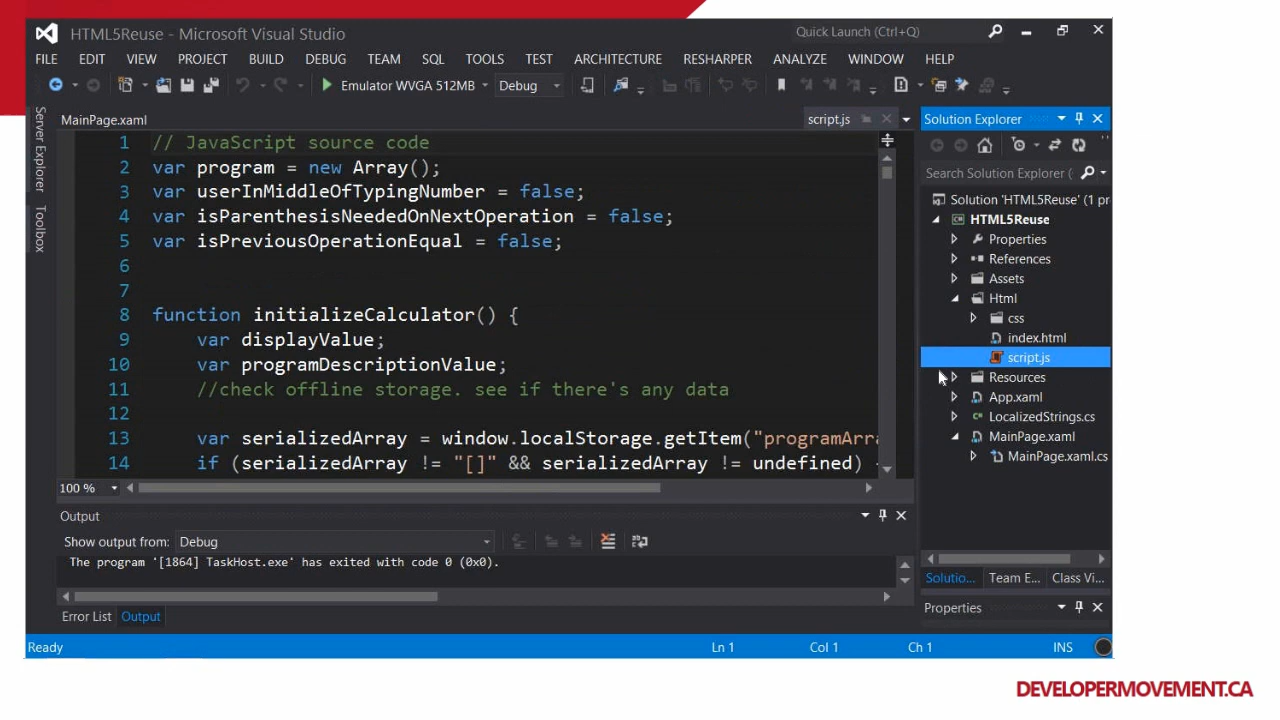 HTML5Reuse - Microsoft Visual Studio
Quick Launch (Ctrl+Q)
FILE EDIT VIEW PROJECT BUILD DEBUG TEAM SQL TOOLS TEST ARCHITECTURE RESHARPER ANALYZE WINDOW HELP
Emulator WVGA 512MB Debug
Server Explorer
Toolbox
MainPage.xaml
script.js
1 // JavaScript source code
2 var program = new Array();
3 var userInMiddleOfTypingNumber = false;
4 var isParenthesisNeededOnNextOperation = false;
5 var isPreviousOperationEqual = false;
6
7
8 function initializeCalculator() {
9 var displayValue;
10 var programDescriptionValue;
11 //check offline storage. see if there's any data
12
13 var serializedArray = window.localStorage.getItem("programArra
14 if (serializedArray != "[]" && serializedArray != undefined) {
100 %
Output
Show output from: Debug
The program '[1864] TaskHost.exe' has exited with code 0 (0x0).
Error List Output
Solution Explorer
Search Solution Explorer (
Solution 'HTML5Reuse' (1 pr
HTML5Reuse
Properties
References
Assets
Html
css
index.html
script.js
Resources
App.xaml
LocalizedStrings.cs
MainPage.xaml
MainPage.xaml.cs
Solutio... Team E... Class Vi...
Properties
Ready Ln 1 Col 1 Ch 1 INS
DEVELOPERMOVEMENT.CA